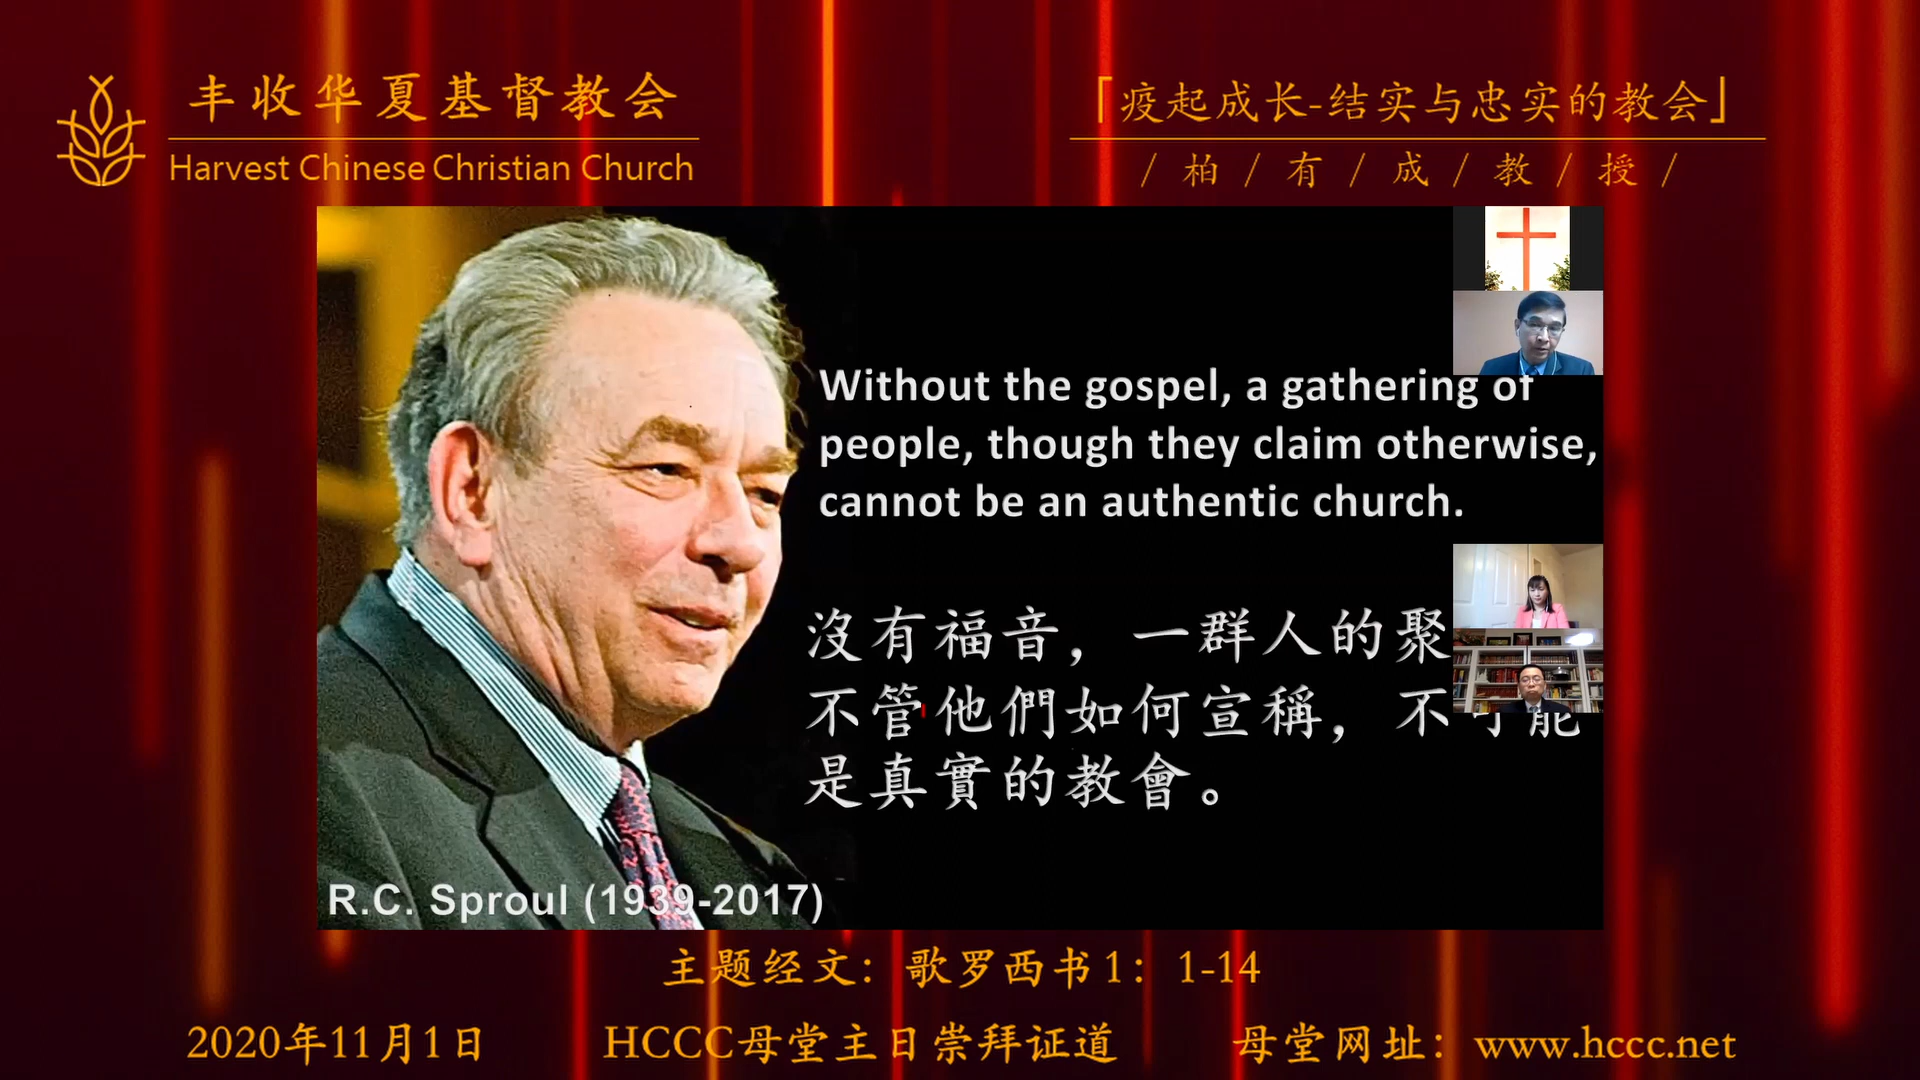 丰收华夏基督教会
Harvest Chinese Christian Church
「疫起成长-结实与忠实的教会」
/ 柏 / 有 / 成 / 教 / 授 /
Without the gospel, a gathering of
people, though they claim otherwise,
cannot be an authentic church.
沒有福音，一群人的聚
不管他們如何宣稱，不可能
是真實的教會。
R.C. Sproul (1939-2017)
主题经文：歌罗西书1：1-14
2020年11月1日
HCCC母堂主日崇拜证道
母堂网址：www.hccc.net